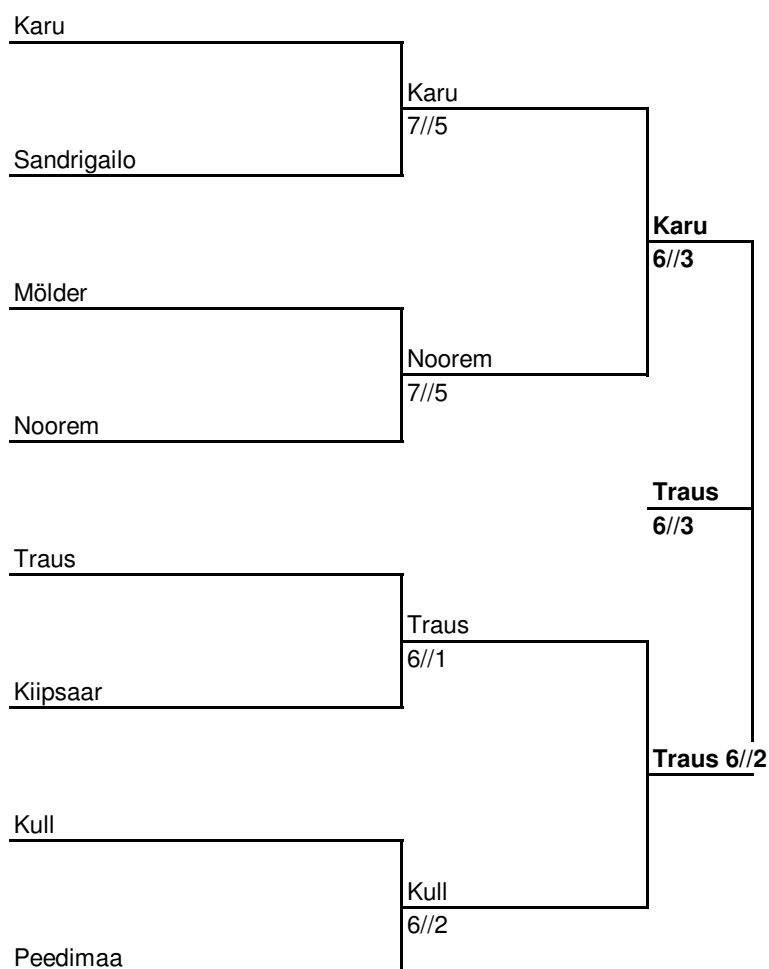 Karu
Karu
7//5
Sandrigailo
Karu
6//3
Mölder
Noorem
7//5
Noorem
Traus
6//3
Traus
Traus
6//1
Kiipsaar
Traus 6//2
Kull
Kull
6//2
Peedimaa